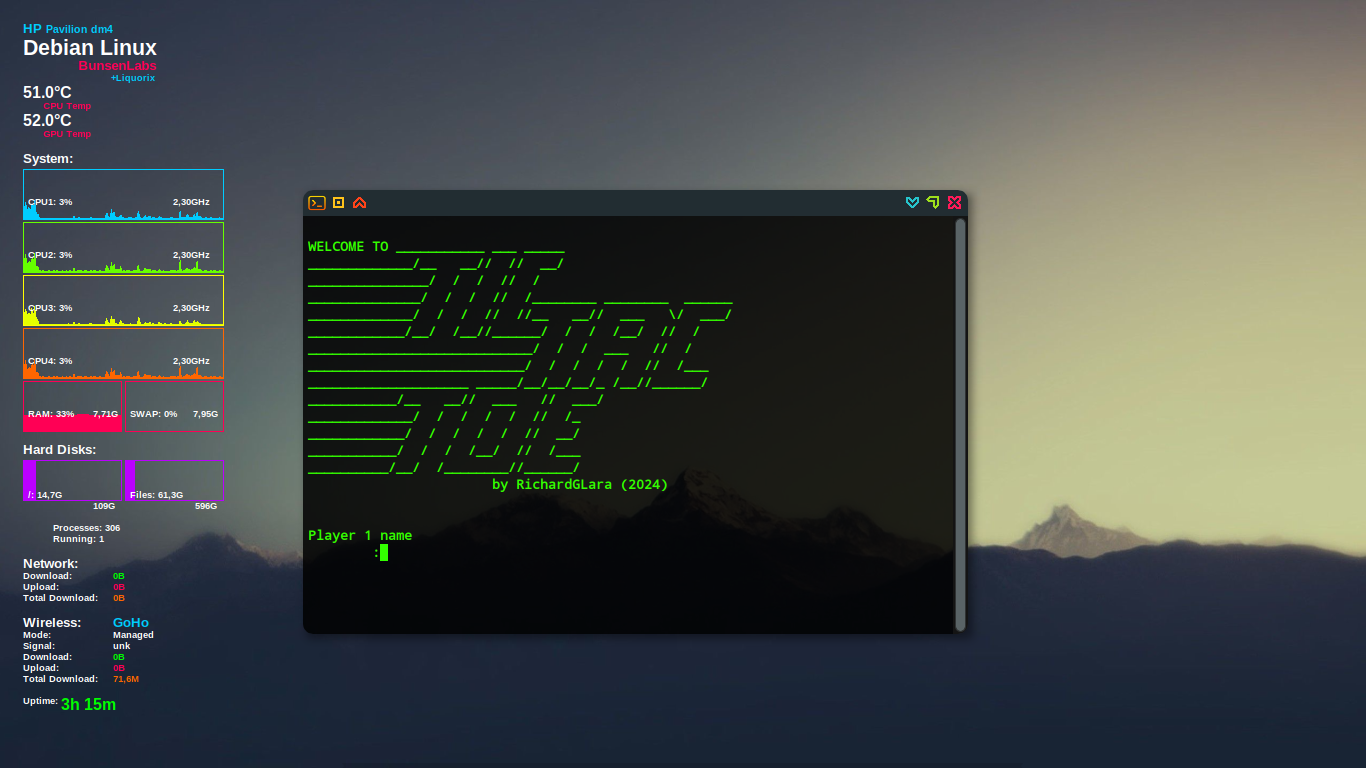 HP Pavilion dm4
Debian Linux
BunsenLabs
+Liquorix
51.0°C
CPU Temp
52.0°C
GPU Temp
System:
CPU1: 3% 2,30GHz
CPU2: 3% 2,30GHz
CPU3: 3% 2,30GHz
CPU4: 3% 2,30GHz
RAM: 33% 7,71G SWAP: 0% 7,95G
Hard Disks:
/: 14,7G Files: 61,3G
109G 596G
Processes: 306
Running: 1
Network:
Download: 0B
Upload: 0B
Total Download: 0B
Wireless: GoHo
Mode: Managed
Signal: unk
Download: 0B
Upload: 0B
Total Download: 71,6M
Uptime: 3h 15m
WELCOME TO
TIC
TAC
TOE
by RichardGLara (2024)
Player 1 name
: